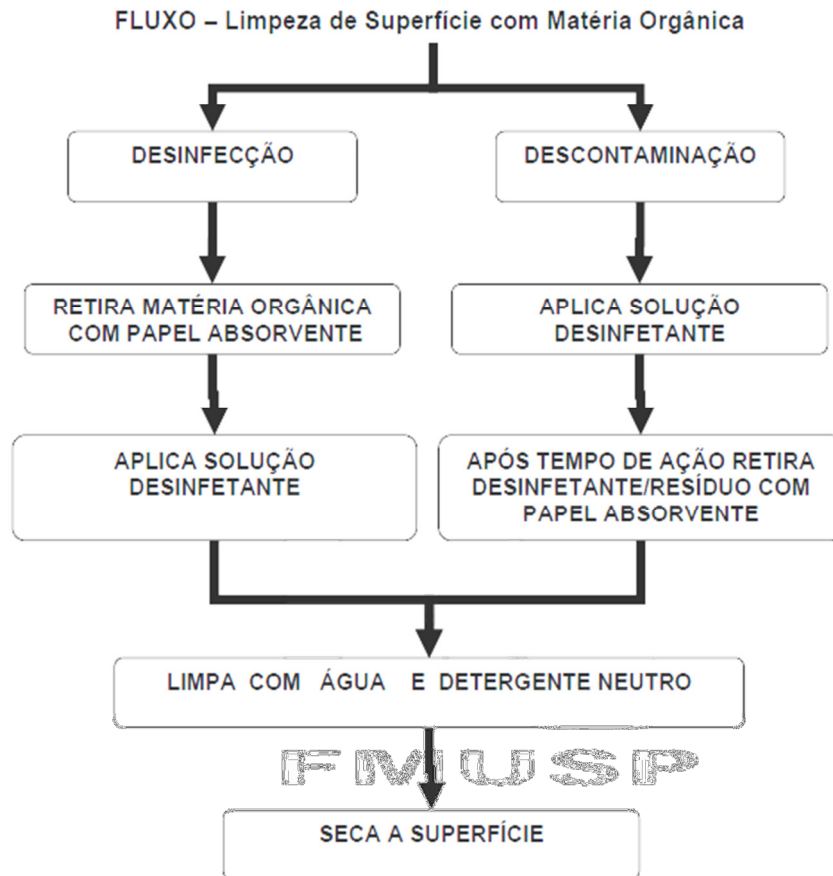 FLUXO – Limpeza de Superfície com Matéria Orgânica
DESINFECÇÃO
DESCONTAMINAÇÃO
RETIRA MATÉRIA ORGÂNICA
COM PAPEL ABSORVENTE
APLICA SOLUÇÃO
DESINFETANTE
APLICA SOLUÇÃO
DESINFETANTE
APÓS TEMPO DE AÇÃO RETIRA
DESINFETANTE/RESÍDUO COM
PAPEL ABSORVENTE
LIMPA COM ÁGUA E DETERGENTE NEUTRO
FMUSP
SECA A SUPERFÍCIE